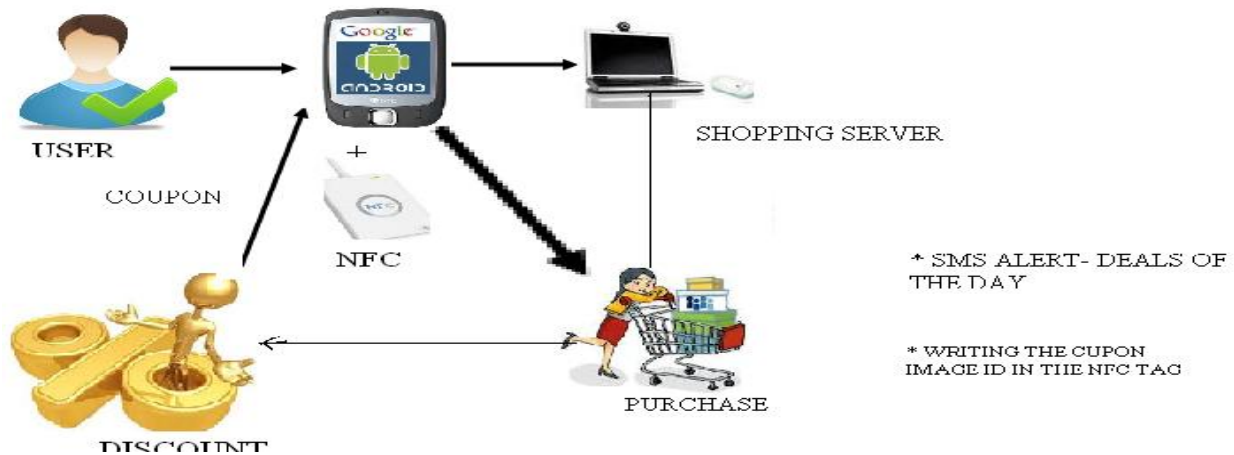 Google
ANDROID
USER
+
SHOPPING SERVER
COUPON
NFC
NFC
* SMS ALERT- DEALS OF
THE DAY
* WRITING THE CUPON
IMAGE ID IN THE NFC TAG
PURCHASE
DISCOUNT